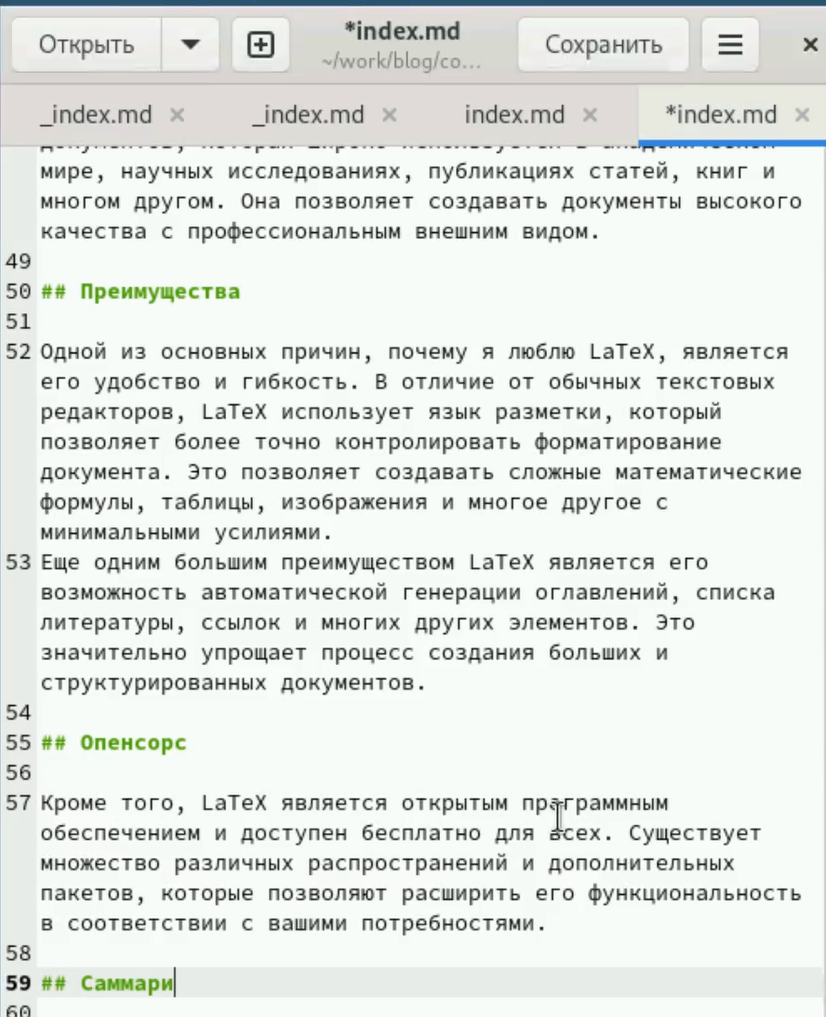 Открыть
*index.md
~/work/blog/co...
Сохранить
_index.md
_index.md
index.md
*index.md
мире, научных исследованиях, публикациях статей, книг и
многом другом. Она позволяет создавать документы высокого
качества с профессиональным внешним видом.
49
50 ## Преимущества
51
52 Одной из основных причин, почему я люблю LaTeX, является
его удобство и гибкость. В отличие от обычных текстовых
редакторов, LaTeX использует язык разметки, который
позволяет более точно контролировать форматирование
документа. Это позволяет создавать сложные математические
формулы, таблицы, изображения и многое другое с
минимальными усилиями.
53 Еще одним большим преимуществом LaTeX является его
возможность автоматической генерации оглавлений, списка
литературы, ссылок и многих других элементов. Это
значительно упрощает процесс создания больших и
структурированных документов.
54
55 ## Опенсорс
56
57 Кроме того, LaTeX является открытым программным
обеспечением и доступен бесплатно для всех. Существует
множество различных распространений и дополнительных
пакетов, которые позволяют расширить его функциональность
в соответствии с вашими потребностями.
58
59 ## Саммари
60